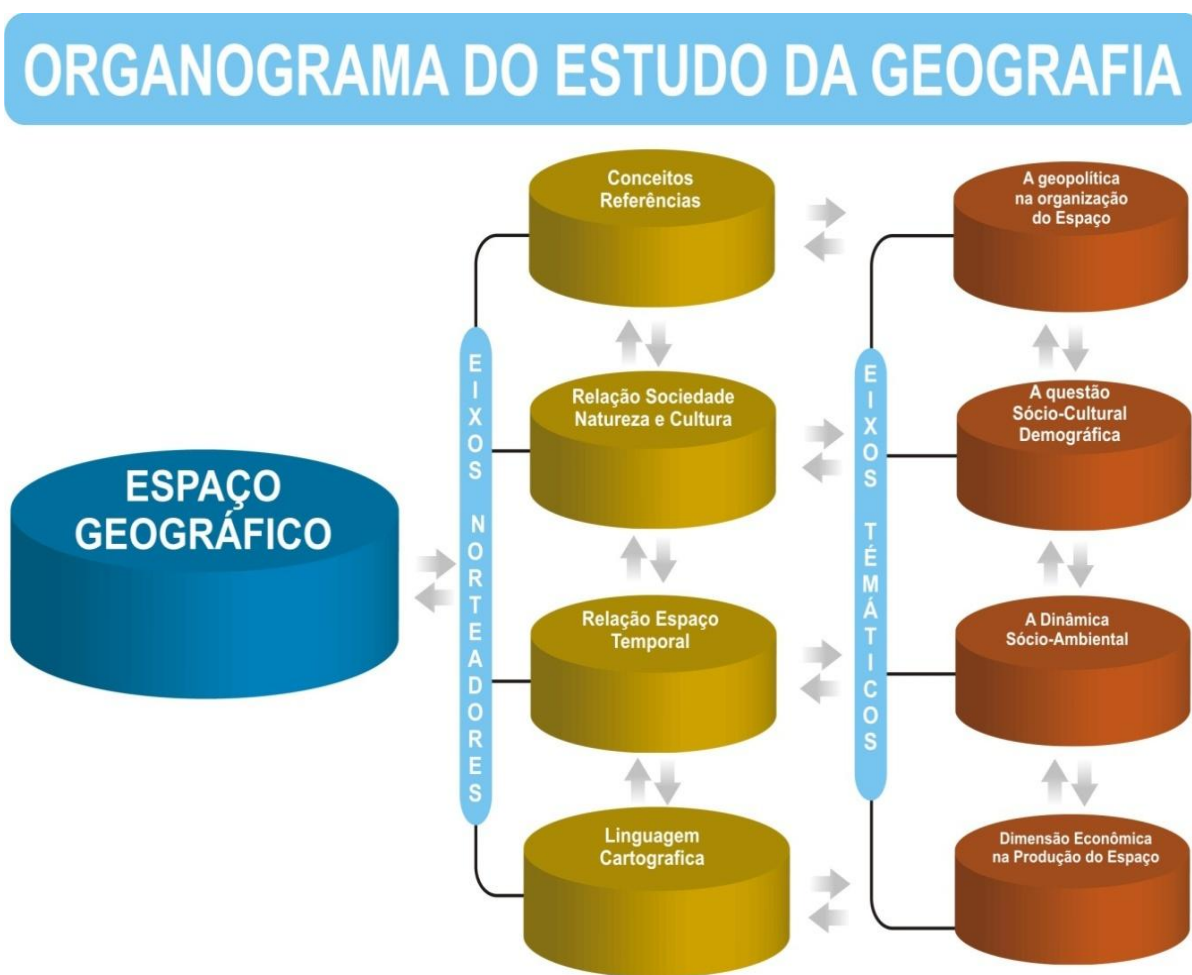 ORGANOGRAMA DO ESTUDO DA GEOGRAFIA
ESPAÇO
GEOGRÁFICO
EIXOS NORTEADORES
Conceitos
Referências
Relação Sociedade
Natureza e Cultura
Relação Espaço
Temporal
Linguagem
Cartografica
EIXOS TÉMÁTICOS
A geopolítica
na organização
do Espaço
A questão
Sócio-Cultural
Demográfica
A Dinâmica
Sócio-Ambiental
Dimensão Econômica
na Produção do Espaço